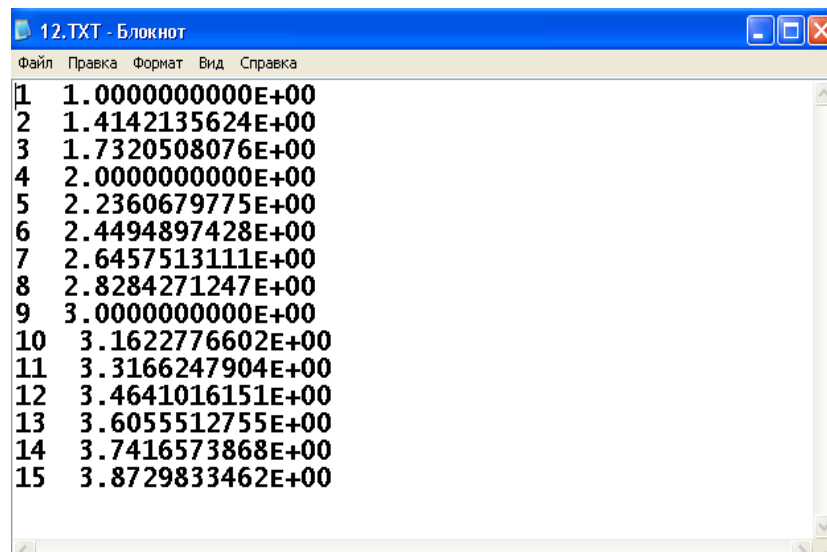 12.TXT - Блокнот
Файл Правка Формат Вид Справка
1  1.0000000000E+00
2  1.4142135624E+00
3  1.7320508076E+00
4  2.0000000000E+00
5  2.2360679775E+00
6  2.4494897428E+00
7  2.6457513111E+00
8  2.8284271247E+00
9  3.0000000000E+00
10  3.1622776602E+00
11  3.3166247904E+00
12  3.4641016151E+00
13  3.6055512755E+00
14  3.7416573868E+00
15  3.8729833462E+00